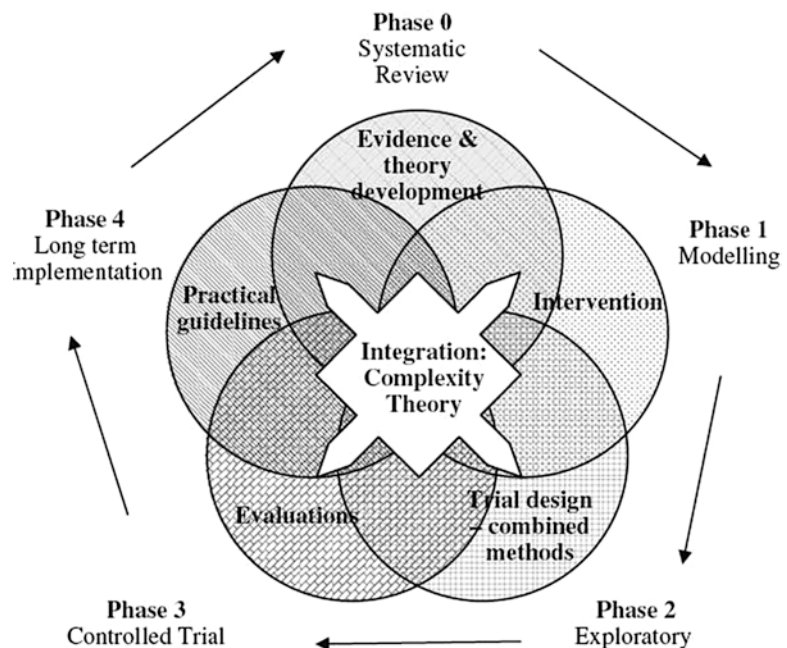 Phase 0
Systematic
Review
Evidence &
theory
development
Phase 4
Long term
implementation
Phase 1
Modelling
Practical
guidelines
Intervention
Integration:
Complexity
Theory
Evaluations
Trial design
– combined
methods
Phase 3
Controlled Trial
Phase 2
Exploratory